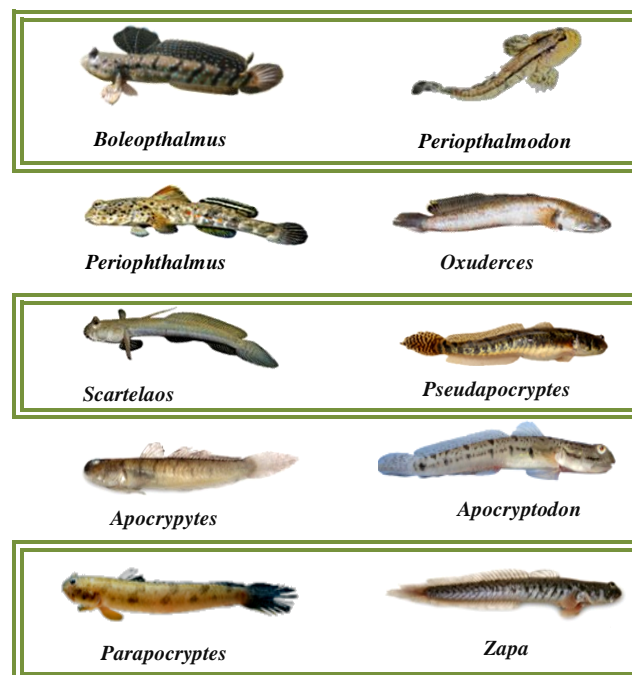 Boleopthalmus
Periopthalmodon
Periophthalmus
Oxuderces
Scartelaos
Pseudapocryptes
Apocrypytes
Apocryptodon
Parapocryptes
Zapa